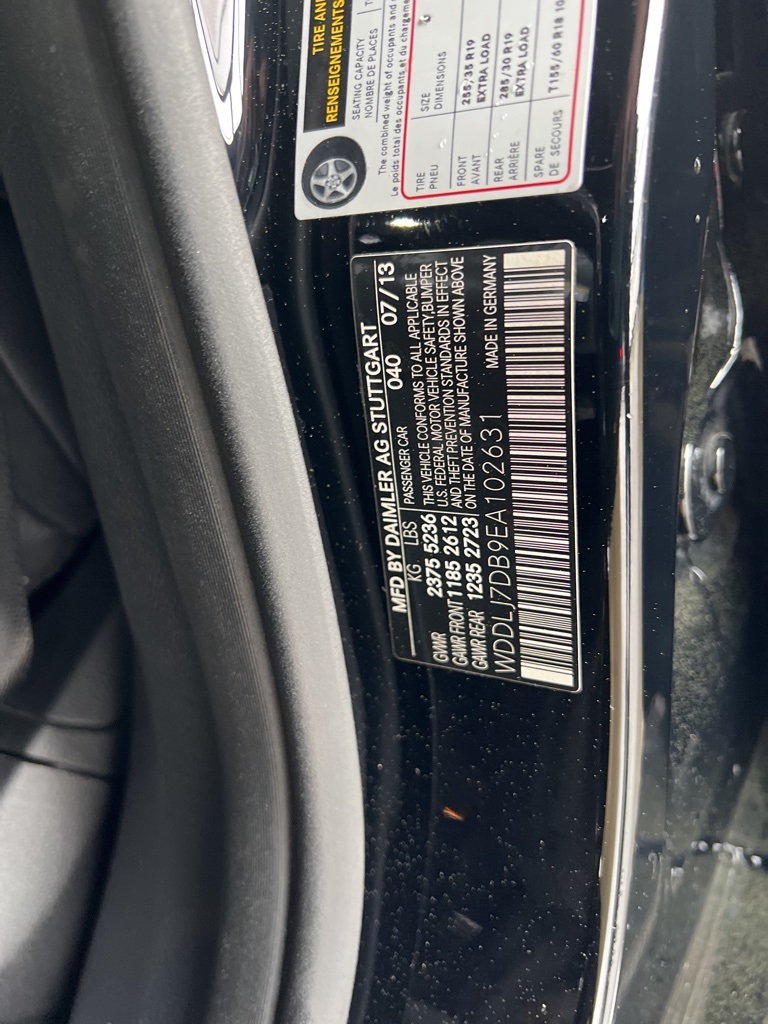 MFD BY DAIMLER AG STUTTGART
KG LBS PASSENGER CAR 040 07/13
GVWR 2375 5236 THIS VEHICLE CONFORMS TO ALL APPLICABLE
U.S. FEDERAL MOTOR VEHICLE SAFETY,BUMPER
GAWR FRONT 1185 2612 AND THEFT PREVENTION STANDARDS IN EFFECT
GAWR REAR 1235 2723 ON THE DATE OF MANUFACTURE SHOWN ABOVE
WDDLJ7DB9EA102631 MADE IN GERMANY
TIRE AND
RENSEIGNEMENTS
SEATING CAPACITY
NOMBRE DE PLACES
The combined weight of occupants and
Le poids total des occupants et du chargement
TIRE SIZE
PNEU DIMENSIONS
FRONT 255/35 R19
AVANT EXTRA LOAD
REAR 285/30 R19
ARRIÈRE EXTRA LOAD
SPARE T155/60 R18
DE SECOURS